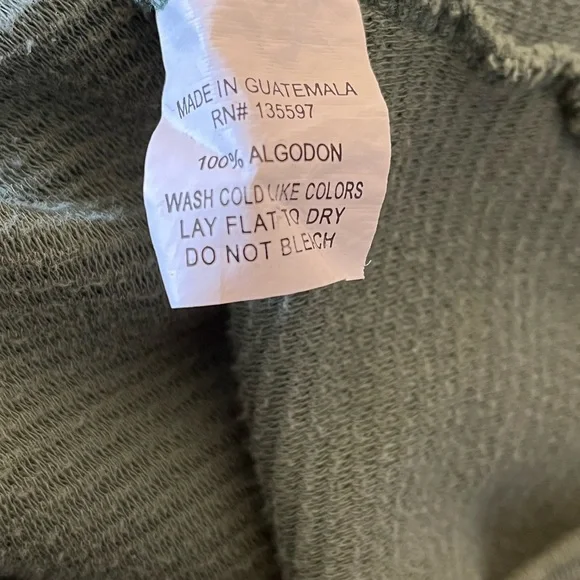 MADE IN GUATEMALA
RN# 135597
100% ALGODON
WASH COLD LIKE COLORS
LAY FLAT TO DRY
DO NOT BLEACH